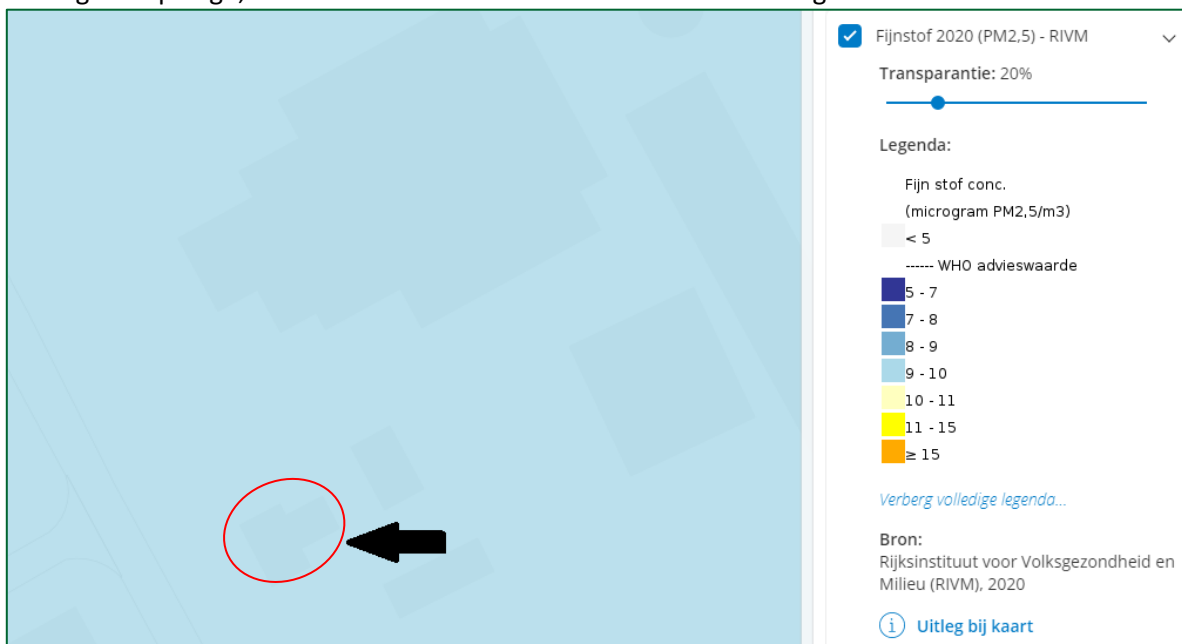 Fijnstof 2020 (PM2,5) - RIVM
Transparantie: 20%
Legenda:
Fijn stof conc.
(microgram PM2,5/m3)
< 5
------ WHO advieswaarde
5 - 7
7 - 8
8 - 9
9 - 10
10 - 11
11 - 15
≥ 15
Verberg volledige legenda...
Bron:
Rijksinstituut voor Volksgezondheid en
Milieu (RIVM), 2020
i Uitleg bij kaart